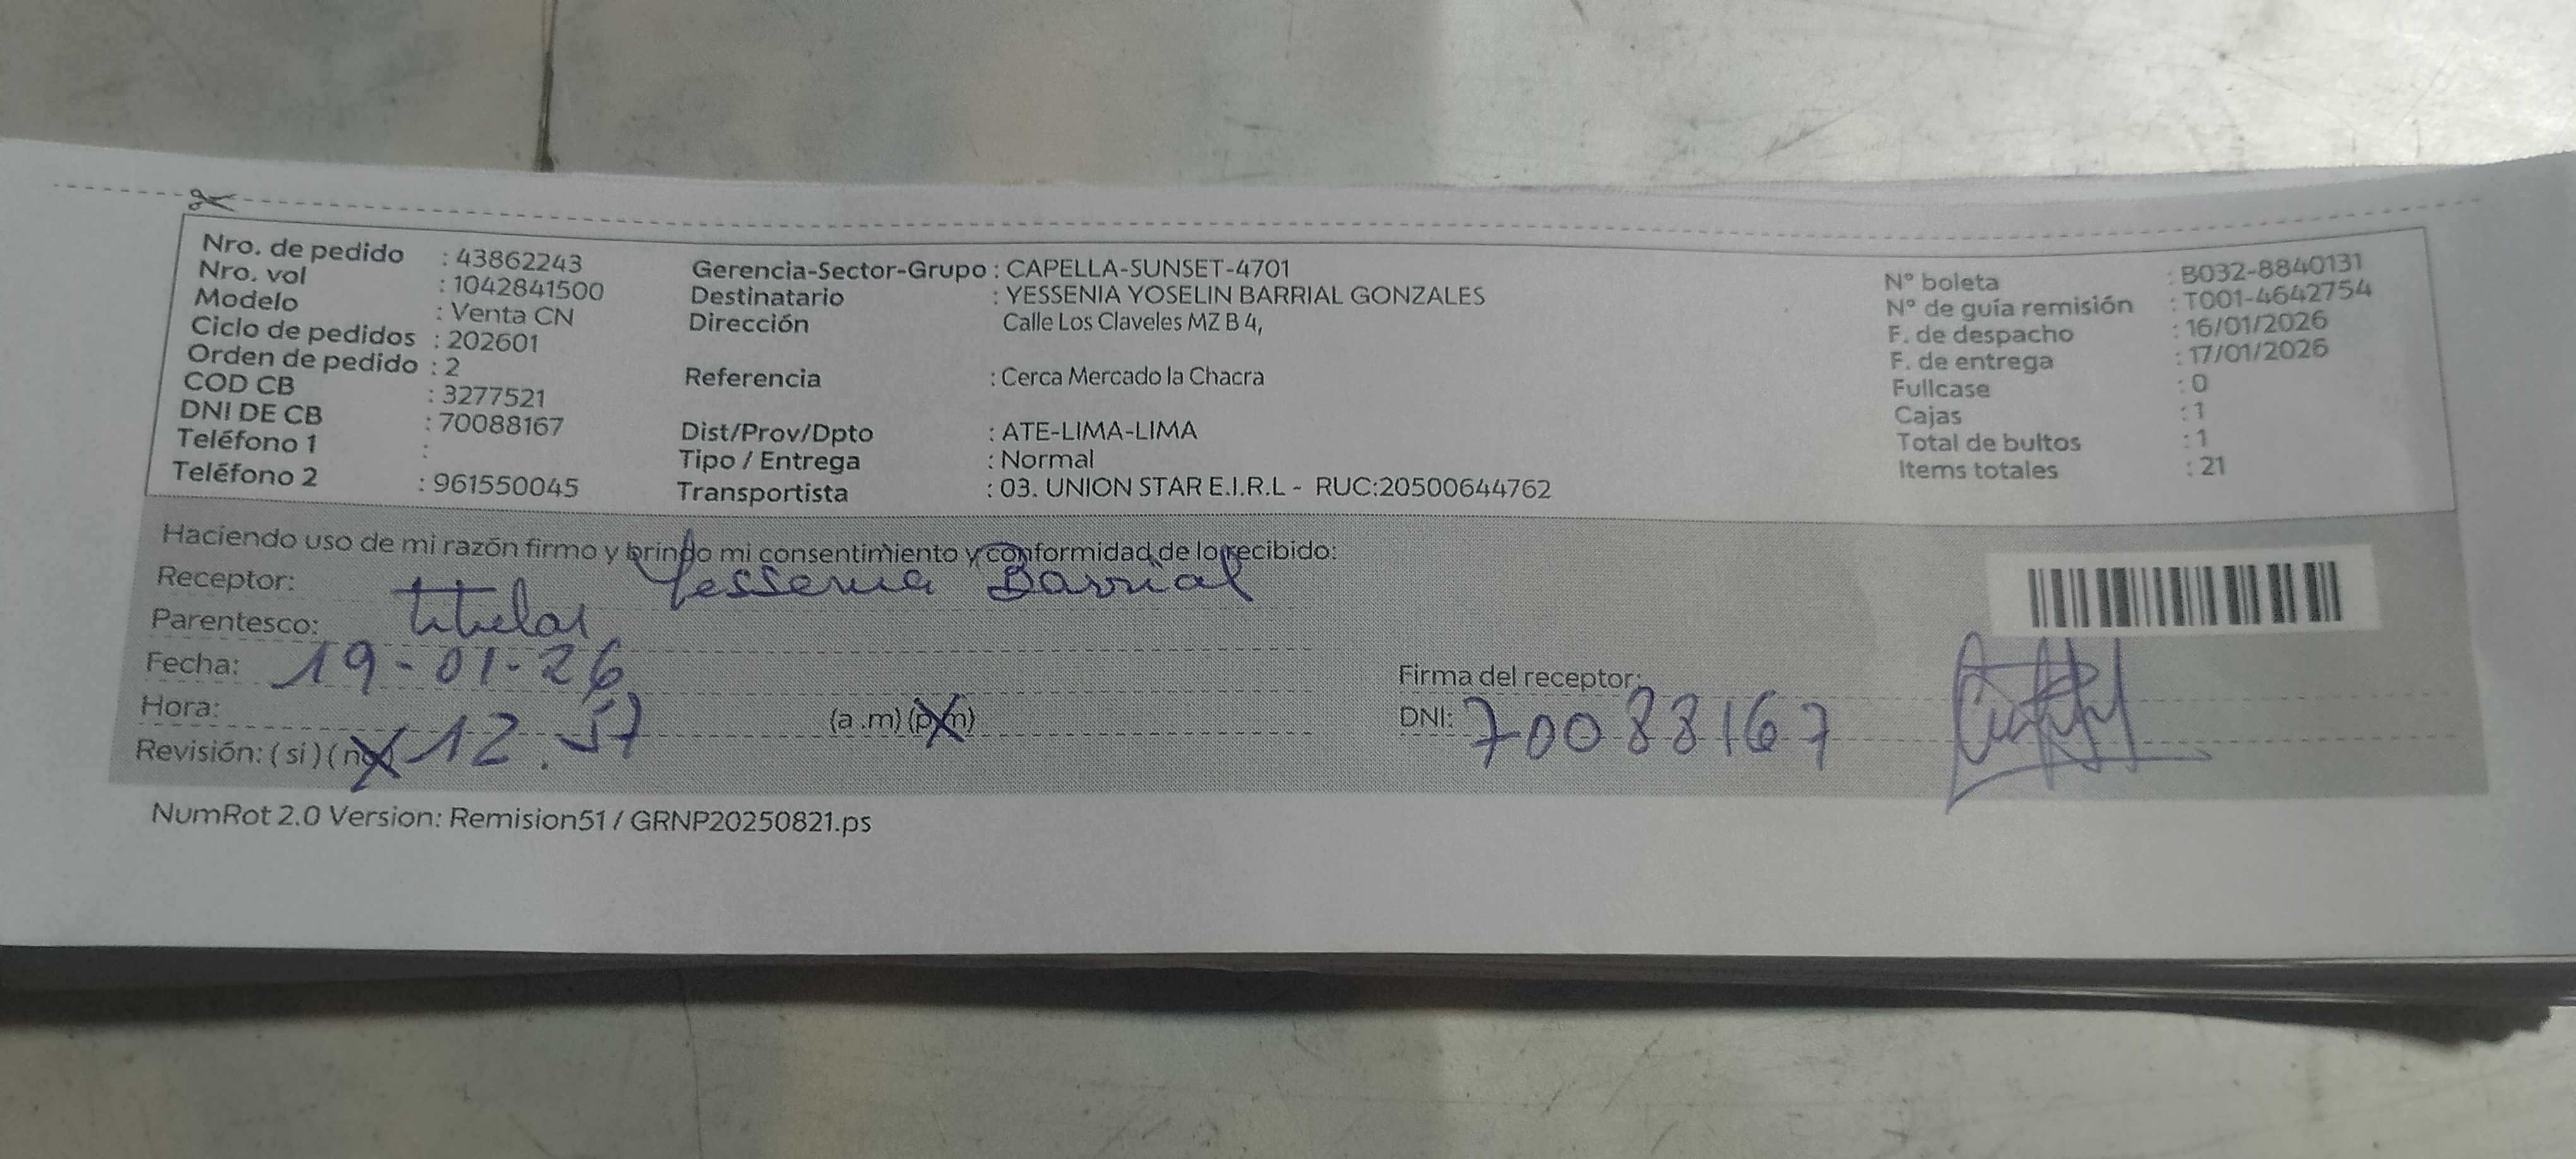 Nro. de pedido : 43862243
Nro. vol : 1042841500
Modelo : Venta CN
Ciclo de pedidos : 202601
Orden de pedido : 2
COD CB : 3277521
DNI DE CB : 70088167
Teléfono 1 :
Teléfono 2 : 961550045
Gerencia-Sector-Grupo : CAPELLA-SUNSET-4701
Destinatario : YESSENIA YOSELIN BARRIAL GONZALES
Dirección Calle Los Claveles MZ B 4,
Referencia : Cerca Mercado la Chacra
Dist/Prov/Dpto : ATE-LIMA-LIMA
Tipo / Entrega : Normal
Transportista : 03. UNION STAR E.I.R.L - RUC:20500644762
N° boleta : B032-8840131
N° de guía remisión : T001-4642754
F. de despacho : 16/01/2026
F. de entrega : 17/01/2026
Fullcase : 0
Cajas : 1
Total de bultos : 1
Items totales : 21
Haciendo uso de mi razón firmo y brindo mi consentimiento y conformidad de lo recibido:
Receptor: Yessenia Barrial
Parentesco: titular
Fecha: 19-01-26
Hora: 12.57 (a.m) (p.m)
Revisión: ( si ) ( no )
Firma del receptor:
DNI: 70088167
NumRot 2.0 Version: Remision51 / GRNP20250821.ps